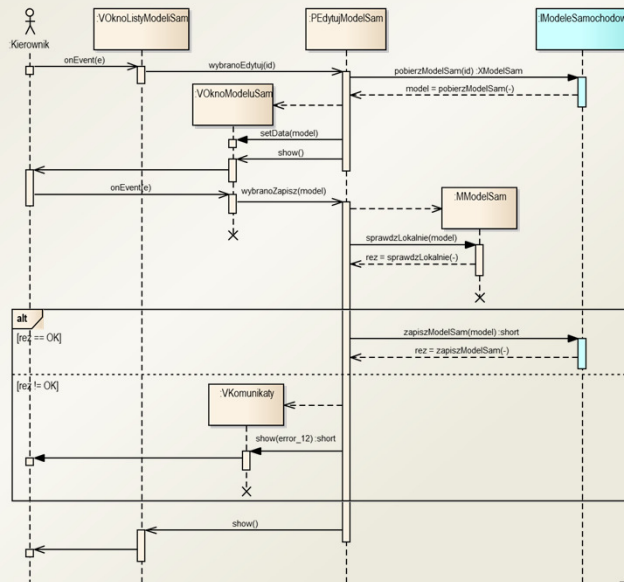 :VOknoListyModeliSam
:PEdytujModelSam
:IModeleSamochodow
:Kierownik
onEvent(e)
wybranoEdytuj(id)
pobierzModelSam(id) :XModelSam
model = pobierzModelSam(-)
:VOknoModeluSam
setData(model)
show()
onEvent(e)
wybranoZapisz(model)
:MModelSam
sprawdzLokalnie(model)
rez = sprawdzLokalnie(-)
alt
[rez == OK]
zapiszModelSam(model) :short
rez = zapiszModelSam(-)
[rez != OK]
:VKomunikaty
show(error_12) :short
show()